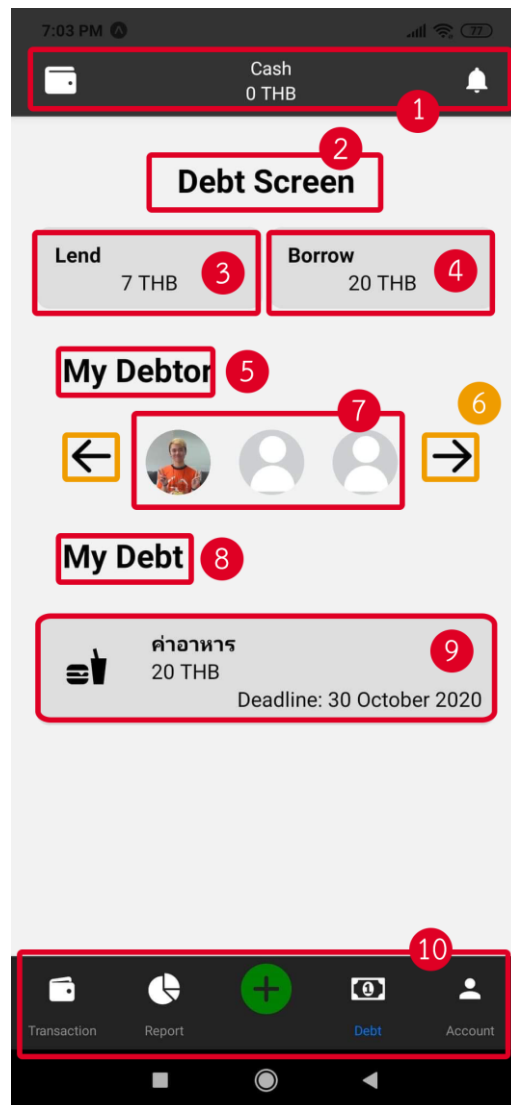 7:03 PM
77
Cash
0 THB
1
2
Debt Screen
Lend
7 THB
3
Borrow
20 THB
4
My Debtor
5
6
7
My Debt
8
ค่าอาหาร
9
20 THB
Deadline: 30 October 2020
10
1
Transaction
Report
Debt
Account